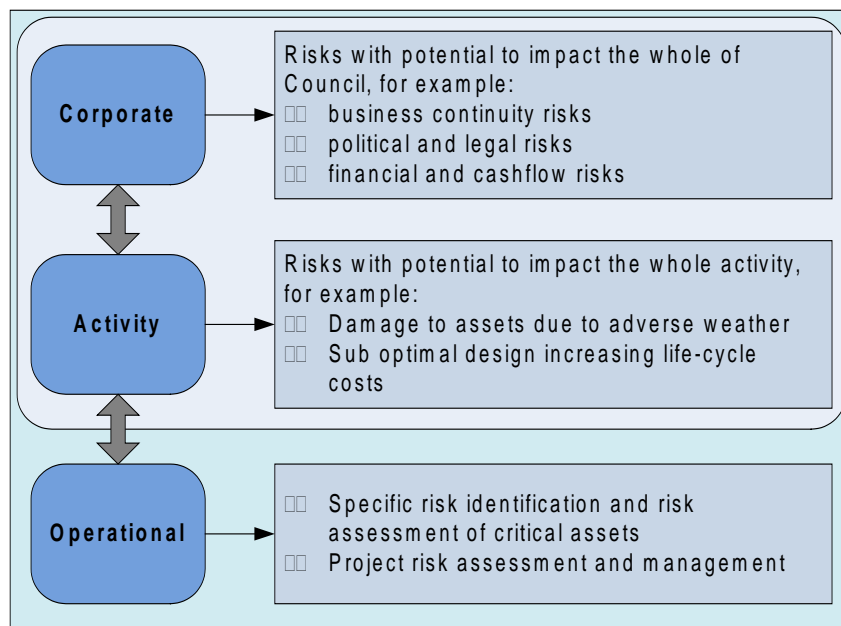 Corporate
Risks with potential to impact the whole of
Council, for example:
business continuity risks
political and legal risks
financial and cashflow risks
Activity
Risks with potential to impact the whole activity,
for example:
Damage to assets due to adverse weather
Sub optimal design increasing life-cycle
costs
Operational
Specific risk identification and risk
assessment of critical assets
Project risk assessment and management